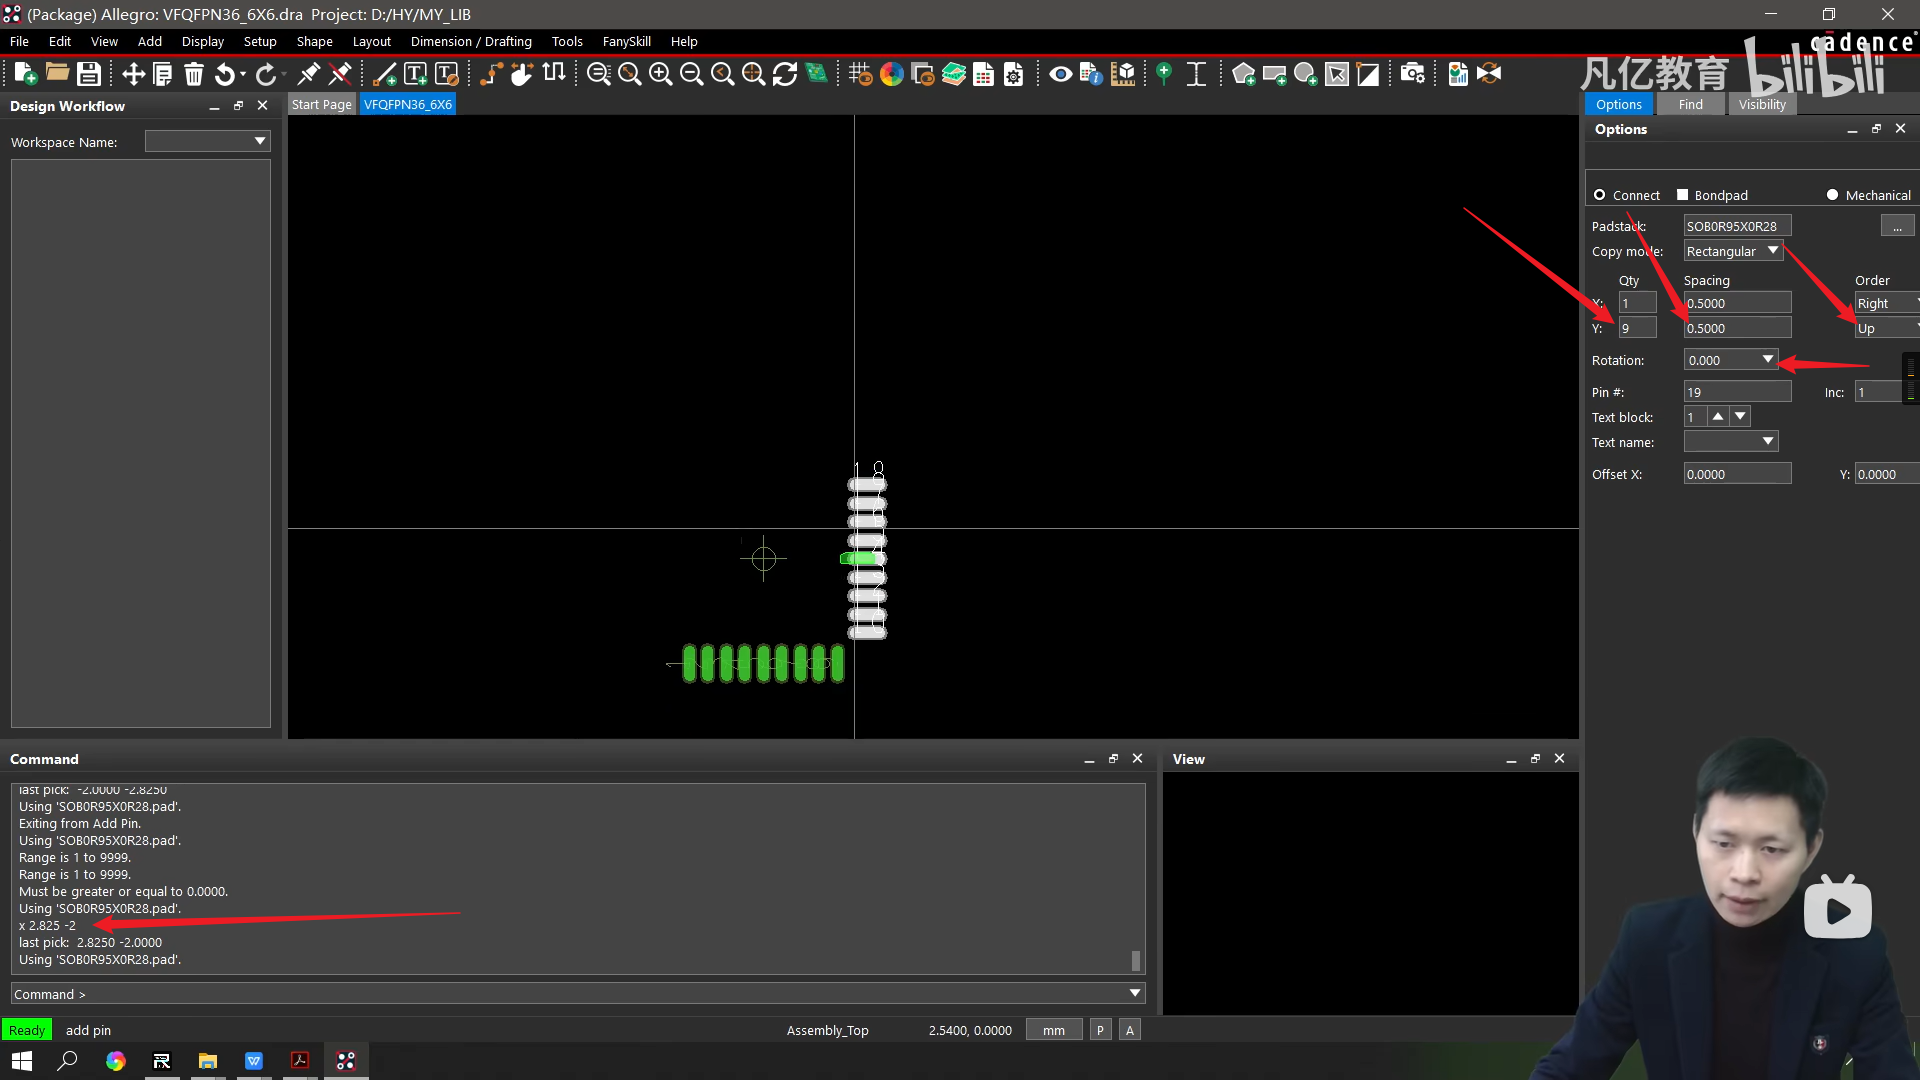 (Package) Allegro: VFQFPN36_6X6.dra  Project: D:/HY/MY_LIB
File Edit View Add Display Setup Shape Layout Dimension / Drafting Tools FanySkill Help
cādence
凡亿教育 bilibili
Design Workflow
Start Page VFQFPN36_6X6
Options Find Visibility
Workspace Name:
Options
Connect Bondpad Mechanical
Padstack: SOB0R95X0R28 ...
Copy mode: Rectangular
Qty Spacing Order
X: 1 0.5000 Right
Y: 9 0.5000 Up
Rotation: 0.000
Pin #: 19 Inc: 1
Text block: 1
Text name:
Offset X: 0.0000 Y: 0.0000
Command
View
last pick:  -2.0000 -2.8250
Using 'SOB0R95X0R28.pad'.
Exiting from Add Pin.
Using 'SOB0R95X0R28.pad'.
Range is 1 to 9999.
Range is 1 to 9999.
Must be greater or equal to 0.0000.
Using 'SOB0R95X0R28.pad'.
x 2.825 -2
last pick:  2.8250 -2.0000
Using 'SOB0R95X0R28.pad'.
Command >
Ready add pin Assembly_Top 2.5400, 0.0000 mm P A